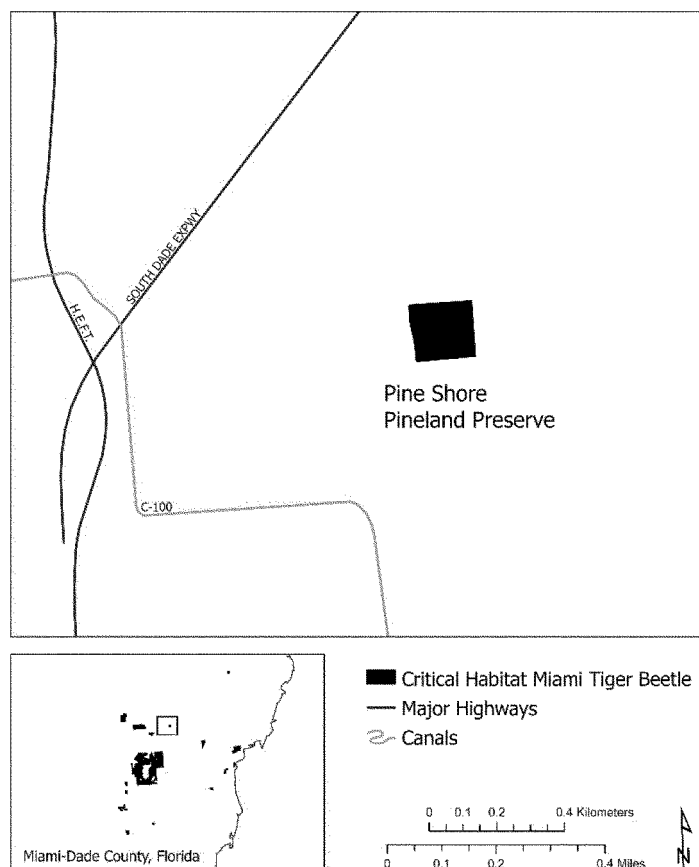 SOUTH DADE EXPWY
H.E.F.T.
Pine Shore
Pineland Preserve
C-100
Critical Habitat Miami Tiger Beetle
Major Highways
Canals
0 0.1 0.2 0.4 Kilometers
0 0.1 0.2 0.4 Miles
Miami-Dade County, Florida
N